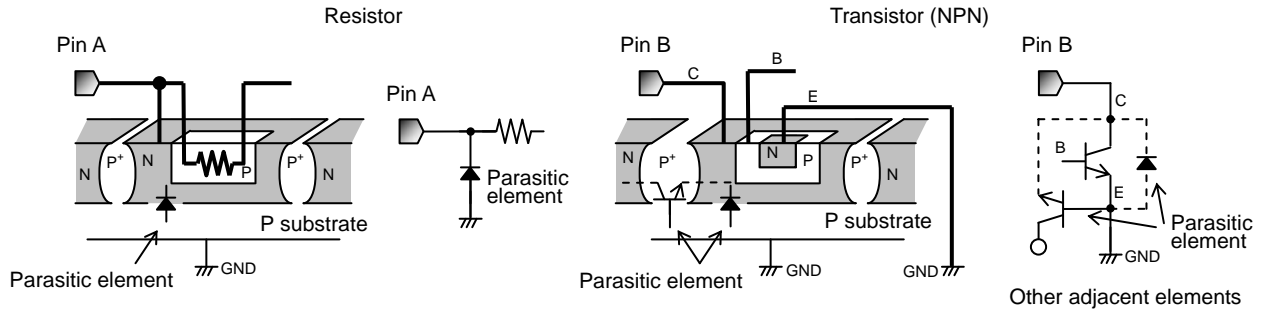 Resistor
Transistor (NPN)
Pin A
Pin B
Pin B
B
C
E
C
Pin A
N
P+
N
P
P+
N
N
P+
N
P
P+
N
B
E
Parasitic
element
P substrate
P substrate
Parasitic
element
GND
GND
GND
GND
Parasitic element
Parasitic element
Other adjacent elements